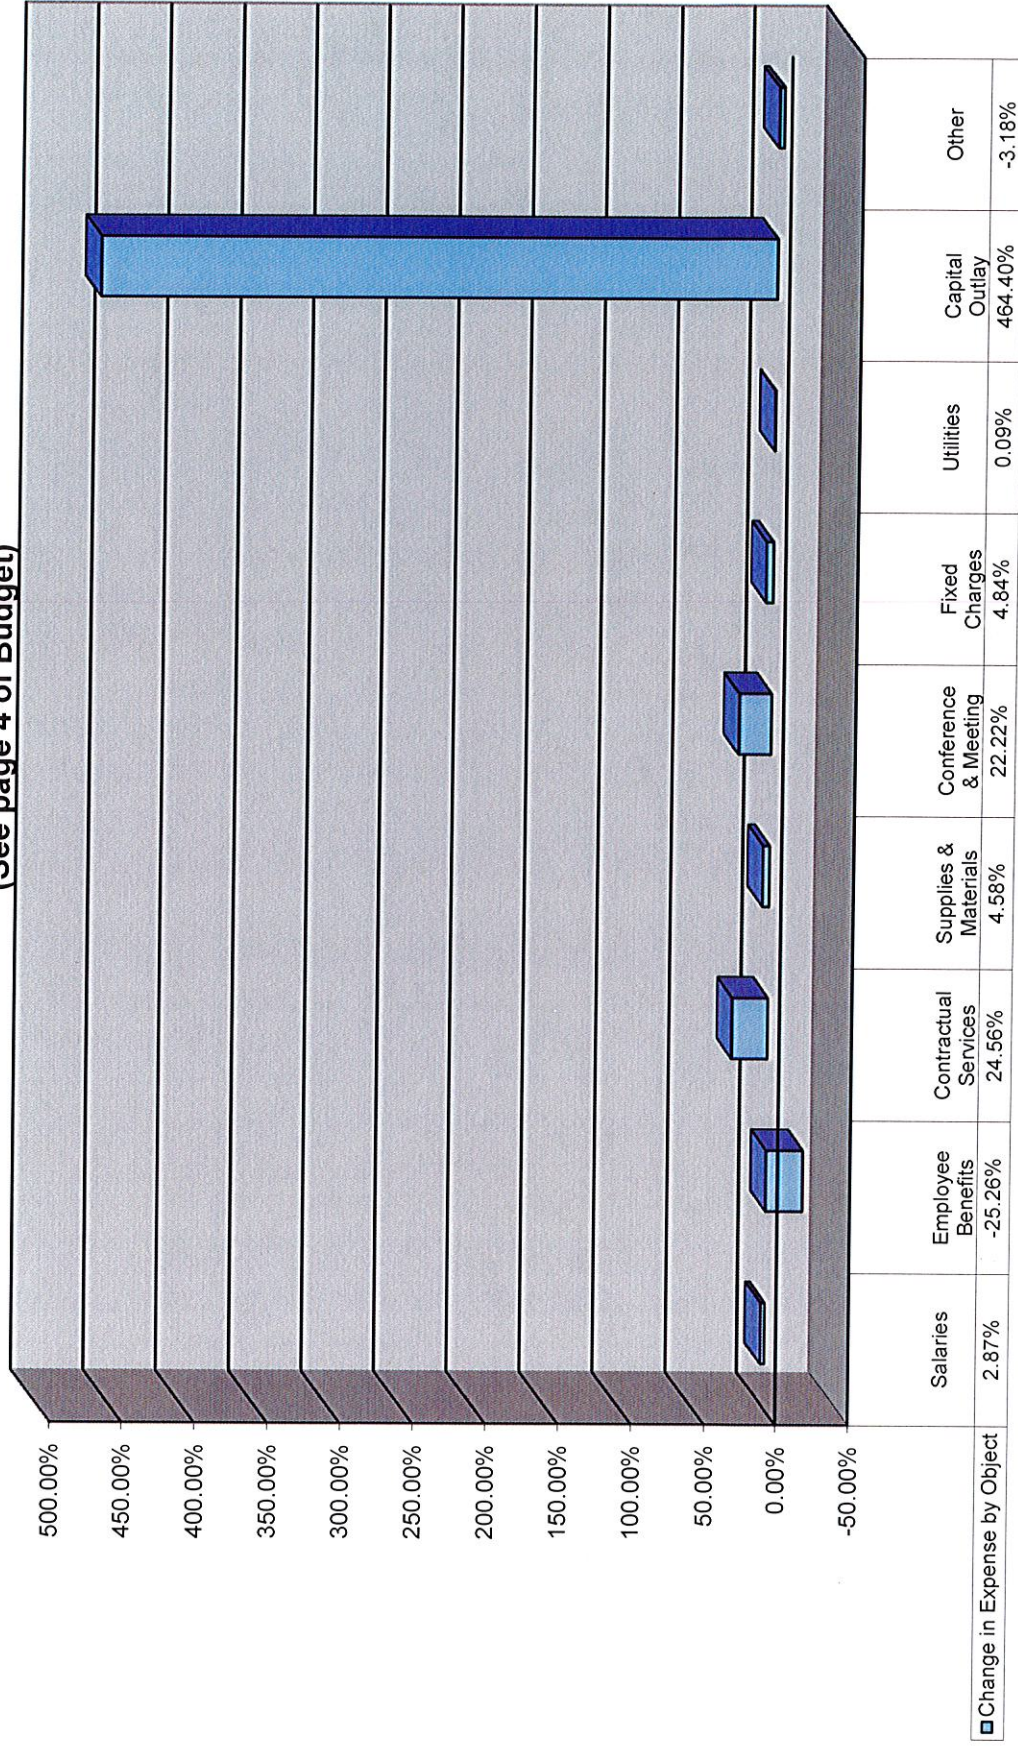 (See page 4 of Budget)
500.00%
450.00%
400.00%
350.00%
300.00%
250.00%
200.00%
150.00%
100.00%
50.00%
0.00%
-50.00%
Salaries
Employee
Benefits
Contractual
Services
Supplies &
Materials
Conference
& Meeting
Fixed
Charges
Utilities
Capital
Outlay
Other
Change in Expense by Object
2.87%
-25.26%
24.56%
4.58%
22.22%
4.84%
0.09%
464.40%
-3.18%